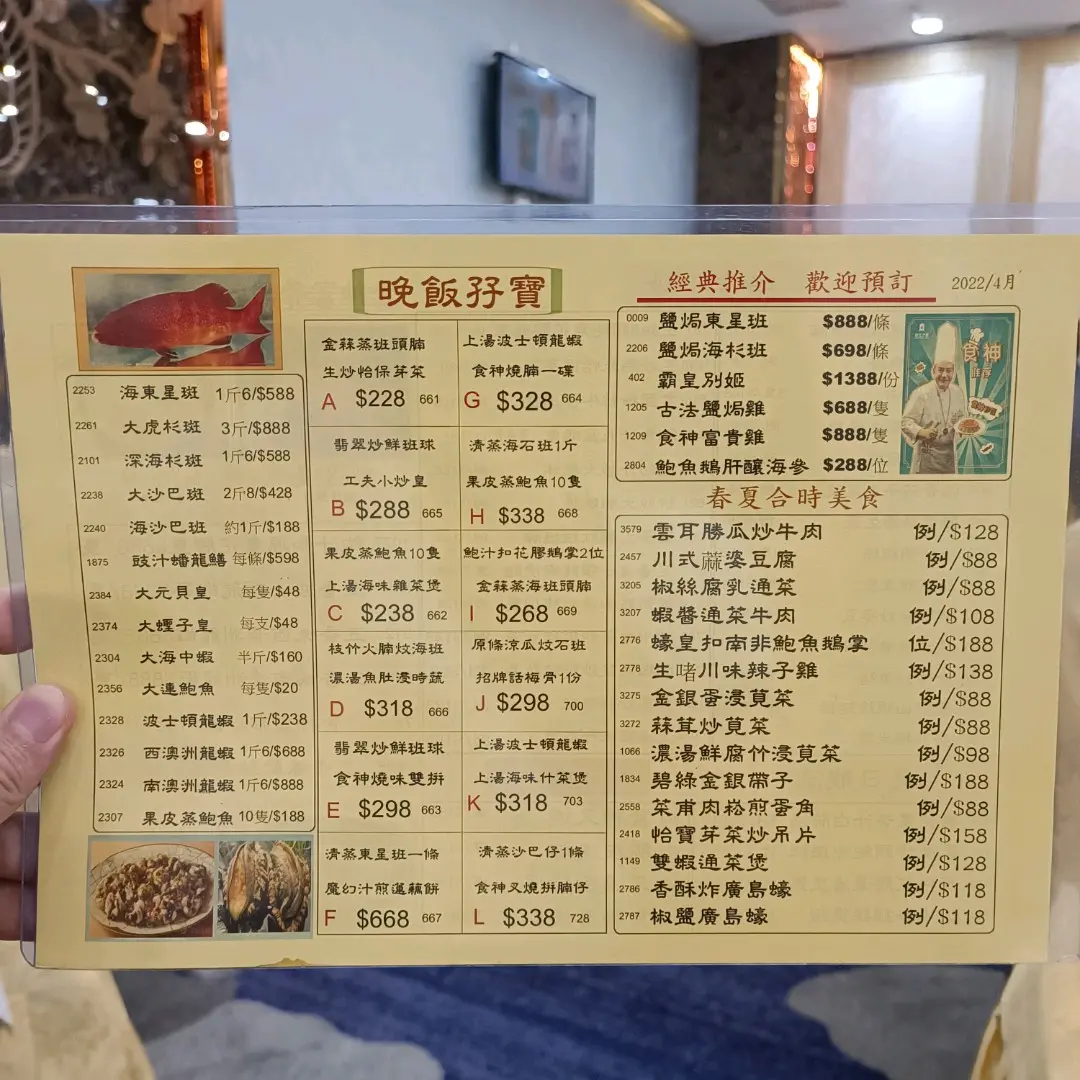 晚飯孖寶
經典推介 歡迎預訂 2022/4月
2253 海東星斑 1斤6/$588
2261 大虎杉斑 3斤/$888
2101 深海杉斑 1斤6/$588
2238 大沙巴斑 2斤8/$428
2240 海沙巴斑 約1斤/$188
1875 豉汁蟠龍鱔 每條/$598
2384 大元貝皇 每隻/$48
2374 大蟶子皇 每支/$48
2304 大海中蝦 半斤/$160
2356 大連鮑魚 每隻/$20
2328 波士頓龍蝦 1斤/$238
2326 西澳洲龍蝦 1斤6/$688
2324 南澳洲龍蝦 1斤6/$888
2307 果皮蒸鮑魚 10隻/$188
金蒜蒸斑頭腩
生炒怡保芽菜
A $228 661
翡翠炒鮮班球
工夫小炒皇
B $288 665
果皮蒸鮑魚10隻
上湯海味雜菜煲
C $238 662
枝竹火腩炆海班
濃湯魚肚浸時蔬
D $318 666
翡翠炒鮮班球
食神燒味雙拼
E $298 663
清蒸東星班一條
魔幻汁煎蓮藕餅
F $668 667
上湯波士頓龍蝦
食神燒腩一碟
G $328 664
清蒸海石班1斤
果皮蒸鮑魚10隻
H $338 668
鮑汁扣花膠鵝掌2位
金蒜蒸海班頭腩
I $268 669
原條涼瓜炆石班
招牌話梅骨1份
J $298 700
上湯波士頓龍蝦
上湯海味什菜煲
K $318 703
清蒸沙巴仔1條
食神叉燒拼腩仔
L $338 728
0009 鹽焗東星班 $888/條
2206 鹽焗海杉班 $698/條
402 霸皇別姬 $1388/份
1205 古法鹽焗雞 $688/隻
1209 食神富貴雞 $888/隻
2804 鮑魚鵝肝釀海參 $288/位
食神
推荐
春夏合時美食
3579 雲耳勝瓜炒牛肉 例/$128
2457 川式蔴婆豆腐 例/$88
3205 椒絲腐乳通菜 例/$88
3207 蝦醬通菜牛肉 例/$108
2776 蠔皇扣南非鮑魚鵝掌 位/$188
2778 生啫川味辣子雞 例/$138
3275 金銀蛋浸莧菜 例/$88
3272 蒜茸炒莧菜 例/$88
1066 濃湯鮮腐竹浸莧菜 例/$98
1834 碧綠金銀帶子 例/$188
2558 菜甫肉崧煎蛋角 例/$88
2418 怡寶芽菜炒吊片 例/$158
1149 雙蝦通菜煲 例/$128
2786 香酥炸廣島蠔 例/$118
2787 椒鹽廣島蠔 例/$118